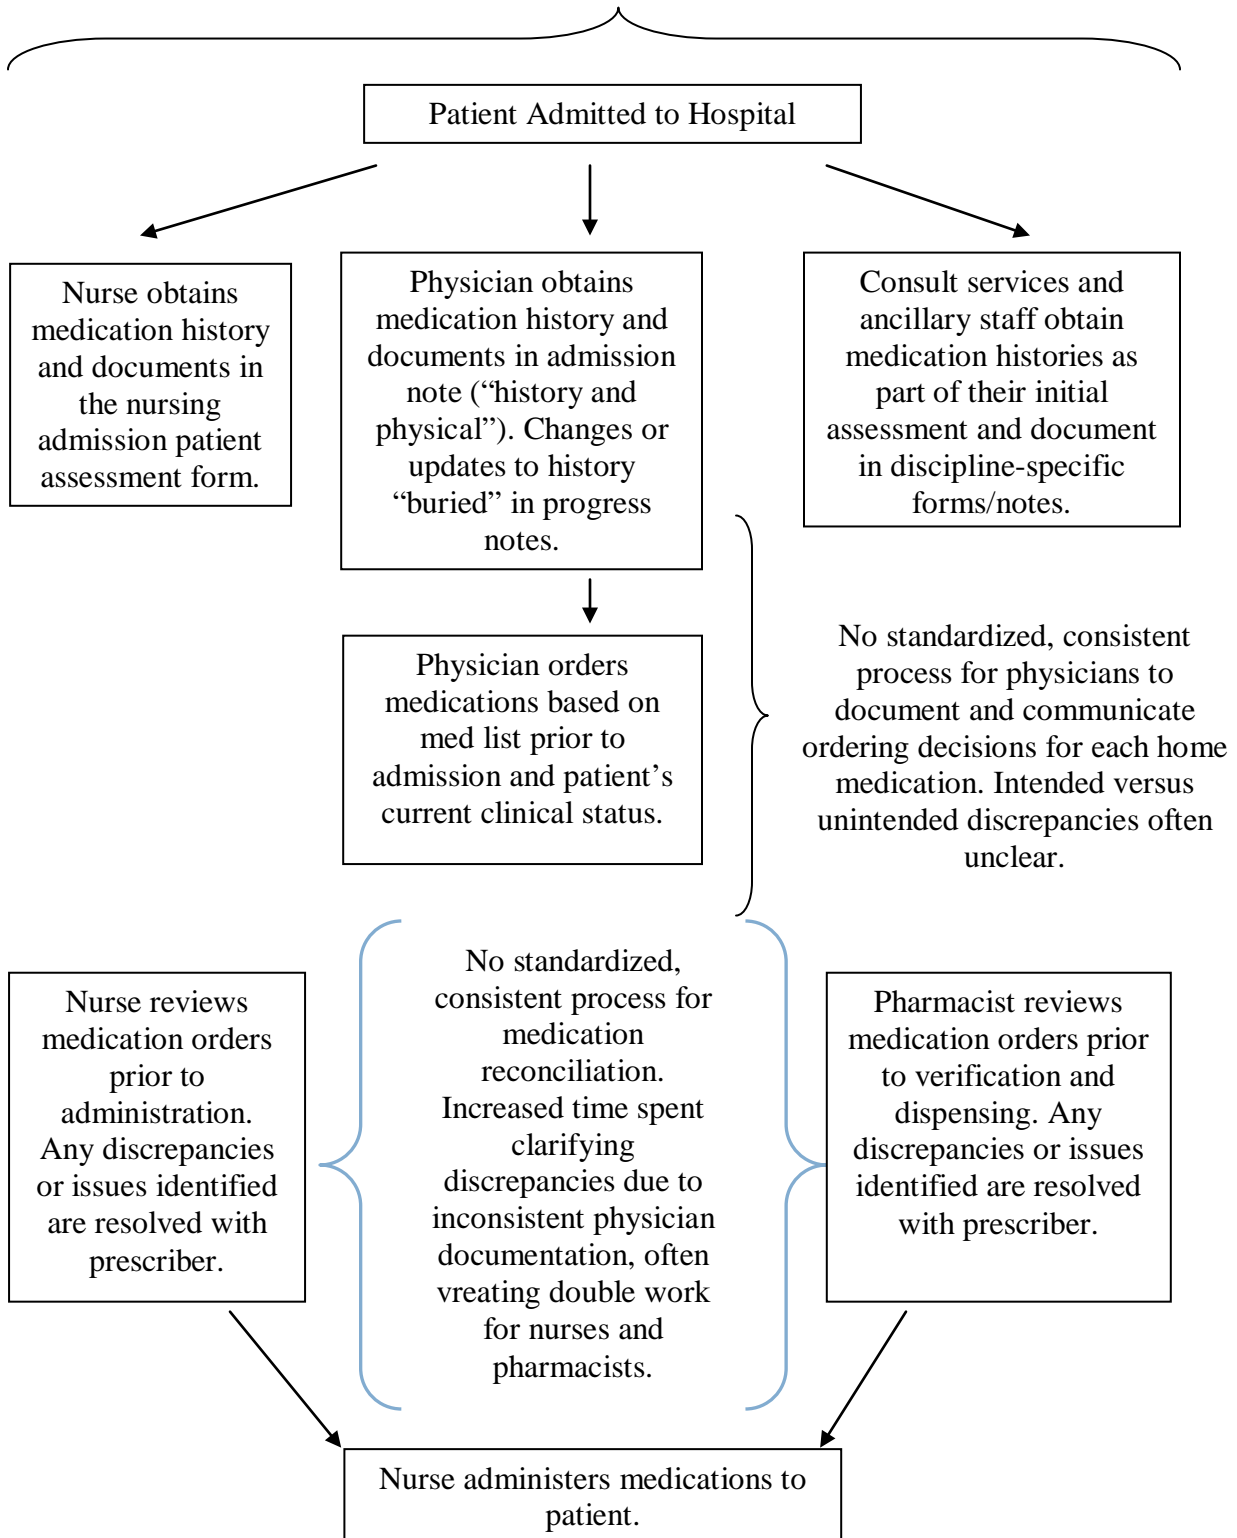 Patient Admitted to Hospital
Nurse obtains
medication history
and documents in
the nursing
admission patient
assessment form.
Physician obtains
medication history and
documents in admission
note (“history and
physical”). Changes or
updates to history
“buried” in progress
notes.
Consult services and
ancillary staff obtain
medication histories as
part of their initial
assessment and document
in discipline-specific
forms/notes.
Physician orders
medications based on
med list prior to
admission and patient’s
current clinical status.
No standardized, consistent
process for physicians to
document and communicate
ordering decisions for each home
medication. Intended versus
unintended discrepancies often
unclear.
Nurse reviews
medication orders
prior to
administration.
Any discrepancies
or issues identified
are resolved with
prescriber.
No standardized,
consistent process for
medication
reconciliation.
Increased time spent
clarifying
discrepancies due to
inconsistent physician
documentation, often
vreating double work
for nurses and
pharmacists.
Pharmacist reviews
medication orders prior
to verification and
dispensing. Any
discrepancies or issues
identified are resolved
with prescriber.
Nurse administers medications to
patient.